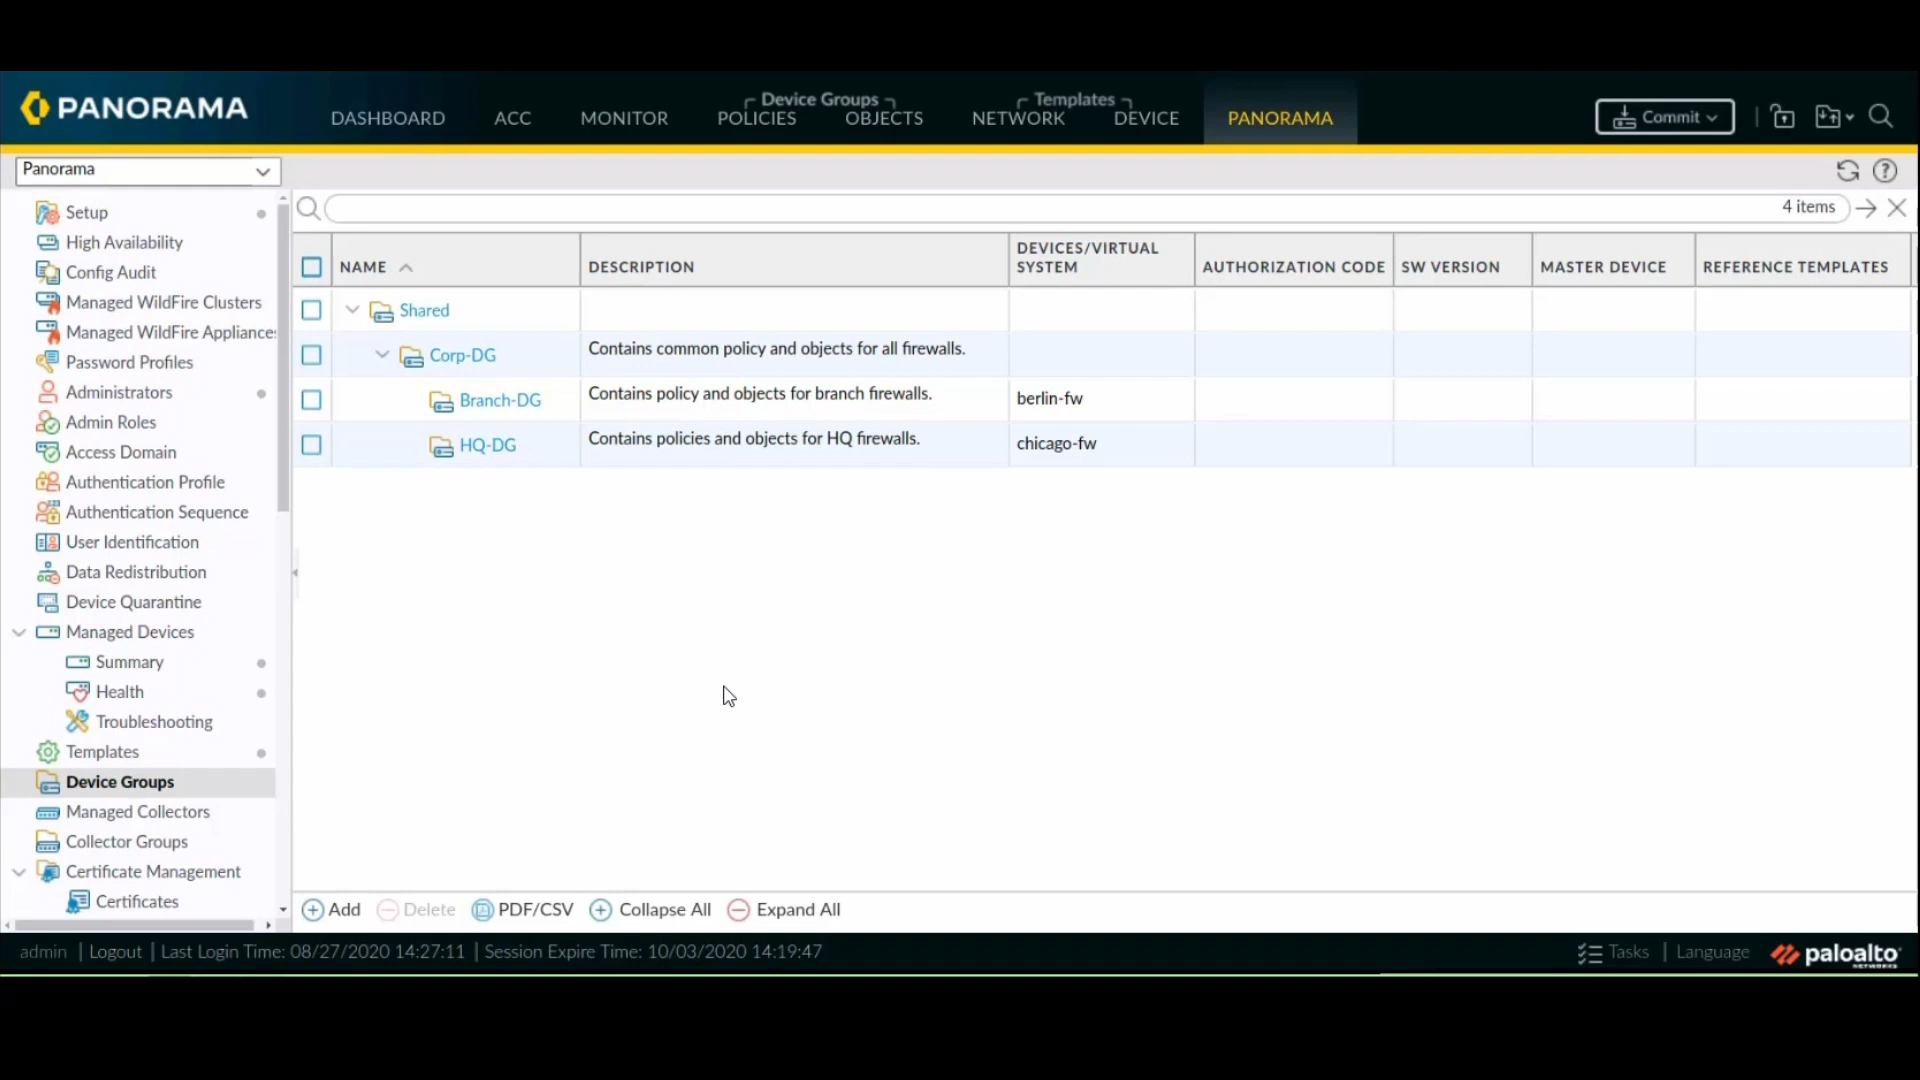 PANORAMA
Device Groups
Templates
DASHBOARD ACC MONITOR POLICIES OBJECTS NETWORK DEVICE PANORAMA
Commit
Panorama
Setup
High Availability
Config Audit
Managed WildFire Clusters
Managed WildFire Appliances
Password Profiles
Administrators
Admin Roles
Access Domain
Authentication Profile
Authentication Sequence
User Identification
Data Redistribution
Device Quarantine
Managed Devices
Summary
Health
Troubleshooting
Templates
Device Groups
Managed Collectors
Collector Groups
Certificate Management
Certificates
4 items
NAME DESCRIPTION DEVICES/VIRTUAL SYSTEM AUTHORIZATION CODE SW VERSION MASTER DEVICE REFERENCE TEMPLATES
Shared
Corp-DG Contains common policy and objects for all firewalls.
Branch-DG Contains policy and objects for branch firewalls. berlin-fw
HQ-DG Contains policies and objects for HQ firewalls. chicago-fw
Add Delete PDF/CSV Collapse All Expand All
admin | Logout | Last Login Time: 08/27/2020 14:27:11 | Session Expire Time: 10/03/2020 14:19:47
Tasks | Language
paloalto
NETWORKS